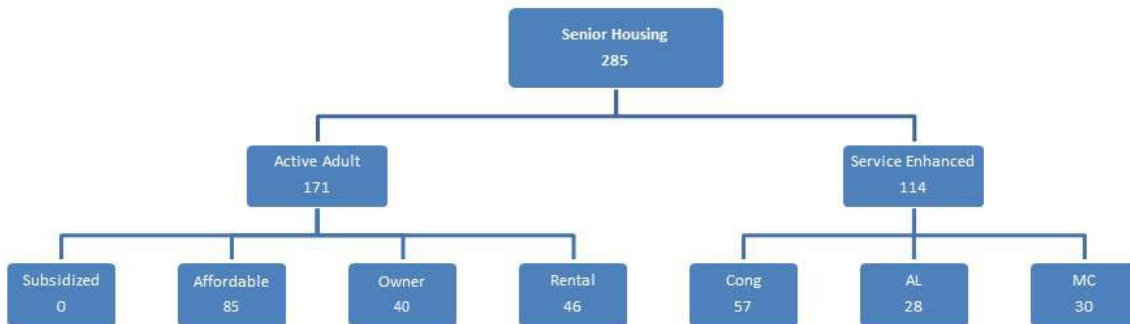 Senior Housing
285
Active Adult
171
Service Enhanced
114
Subsidized
0
Affordable
85
Owner
40
Rental
46
Cong
57
AL
28
MC
30